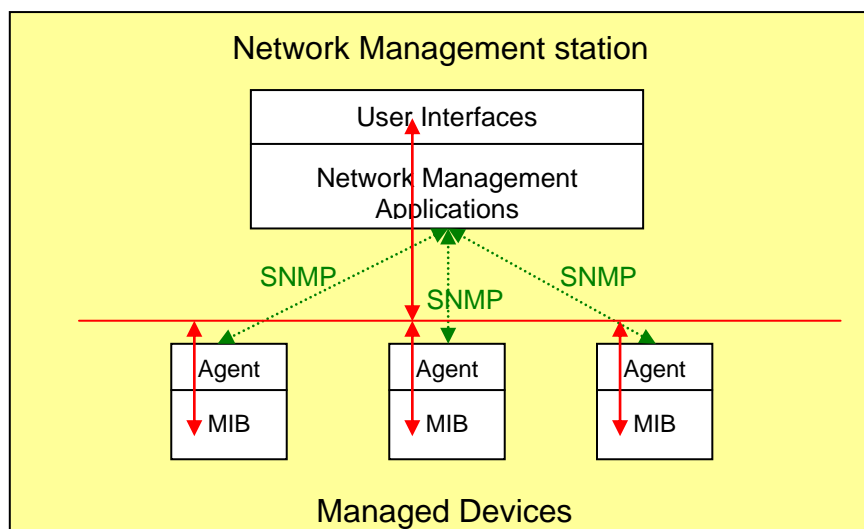 Network Management station
User Interfaces
Network Management
Applications
SNMP
SNMP
SNMP
Agent
Agent
Agent
MIB
MIB
MIB
Managed Devices